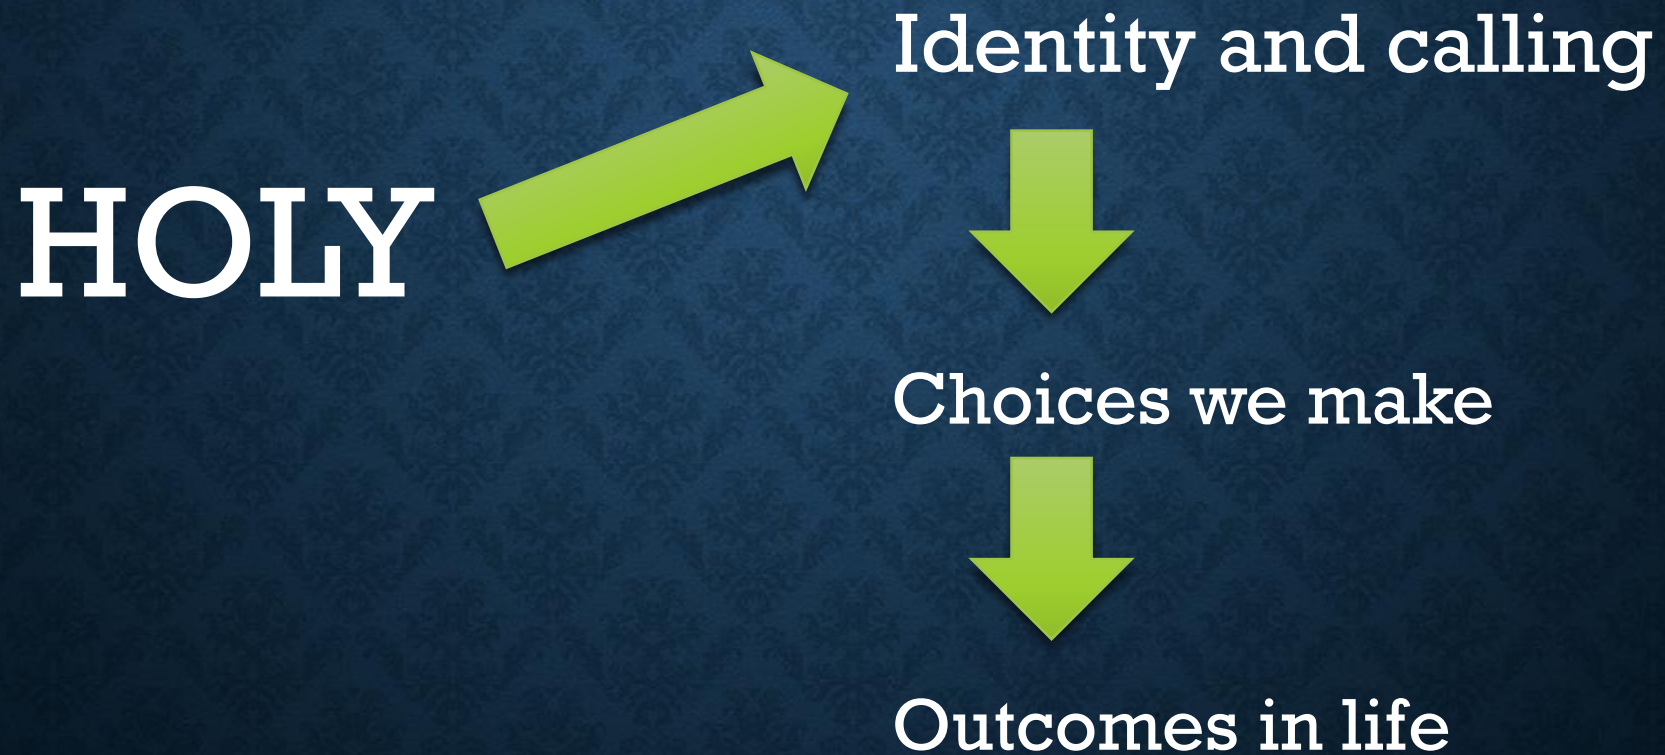 HOLY
Identity and calling
Choices we make
Outcomes in life